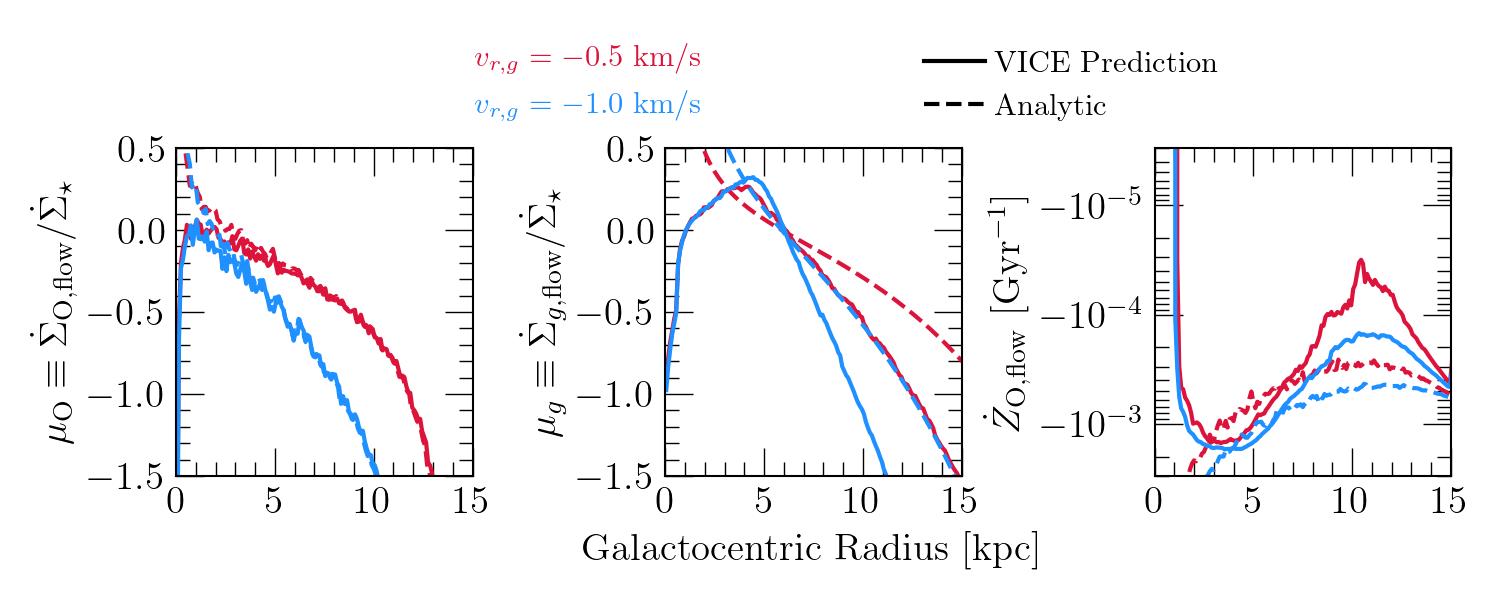 v_{r,g} = −0.5 km/s
v_{r,g} = −1.0 km/s
VICE Prediction
Analytic
μ_O ≡ Σ̇_{O,flow}/Σ̇_⋆
0.5
0.0
−0.5
−1.0
−1.5
0 5 10 15
μ_g ≡ Σ̇_{g,flow}/Σ̇_⋆
0.5
0.0
−0.5
−1.0
−1.5
0 5 10 15
Ż_{O,flow} [Gyr⁻¹]
−10⁻⁵
−10⁻⁴
−10⁻³
0 5 10 15
Galactocentric Radius [kpc]